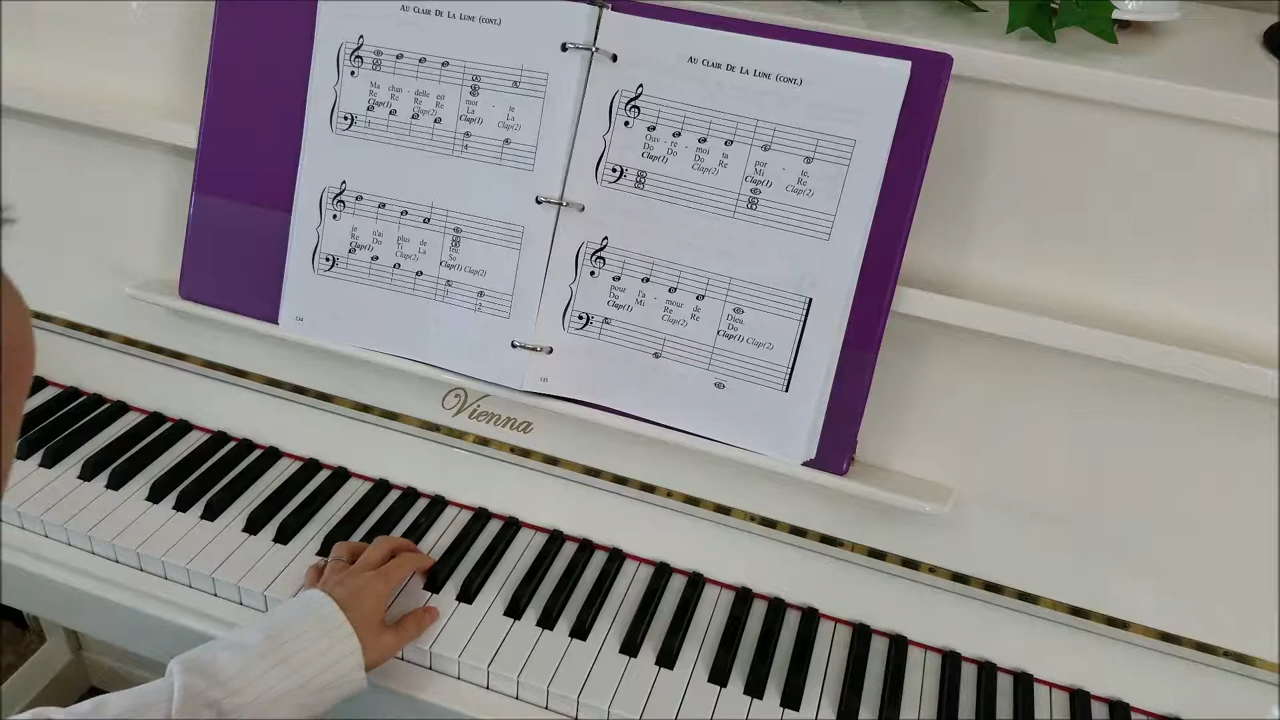 AU CLAIR DE LA LUNE (CONT.)
Ma chan - delle est mor - te
Re Re Re Re La La
Clap(1) Clap(2) Clap(1) Clap(2)
je n'ai plus de feu.
Re Do Ti La So
Clap(1) Clap(2) Clap(1) Clap(2)
134
AU CLAIR DE LA LUNE (CONT.)
Ouv - re - moi ta por - te,
Do Do Do Re Mi Re
Clap(1) Clap(2) Clap(1) Clap(2)
pour l'a - mour de Dieu.
Do Mi Re Re Do
Clap(1) Clap(2) Clap(1) Clap(2)
135
Vienna